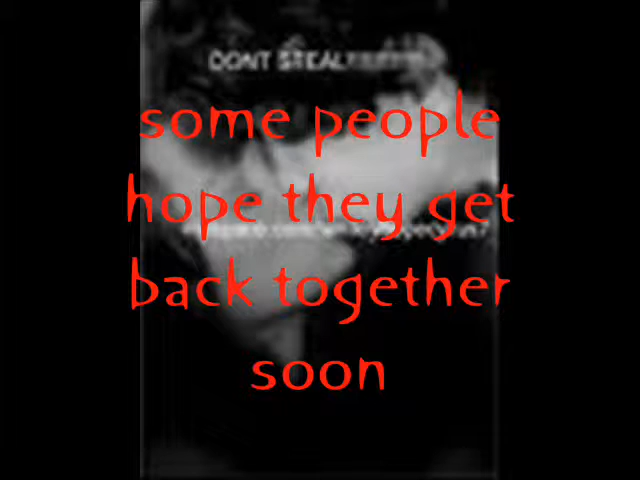 DONT STEAL!!!!!!!!
some people
hope they get
back together
soon